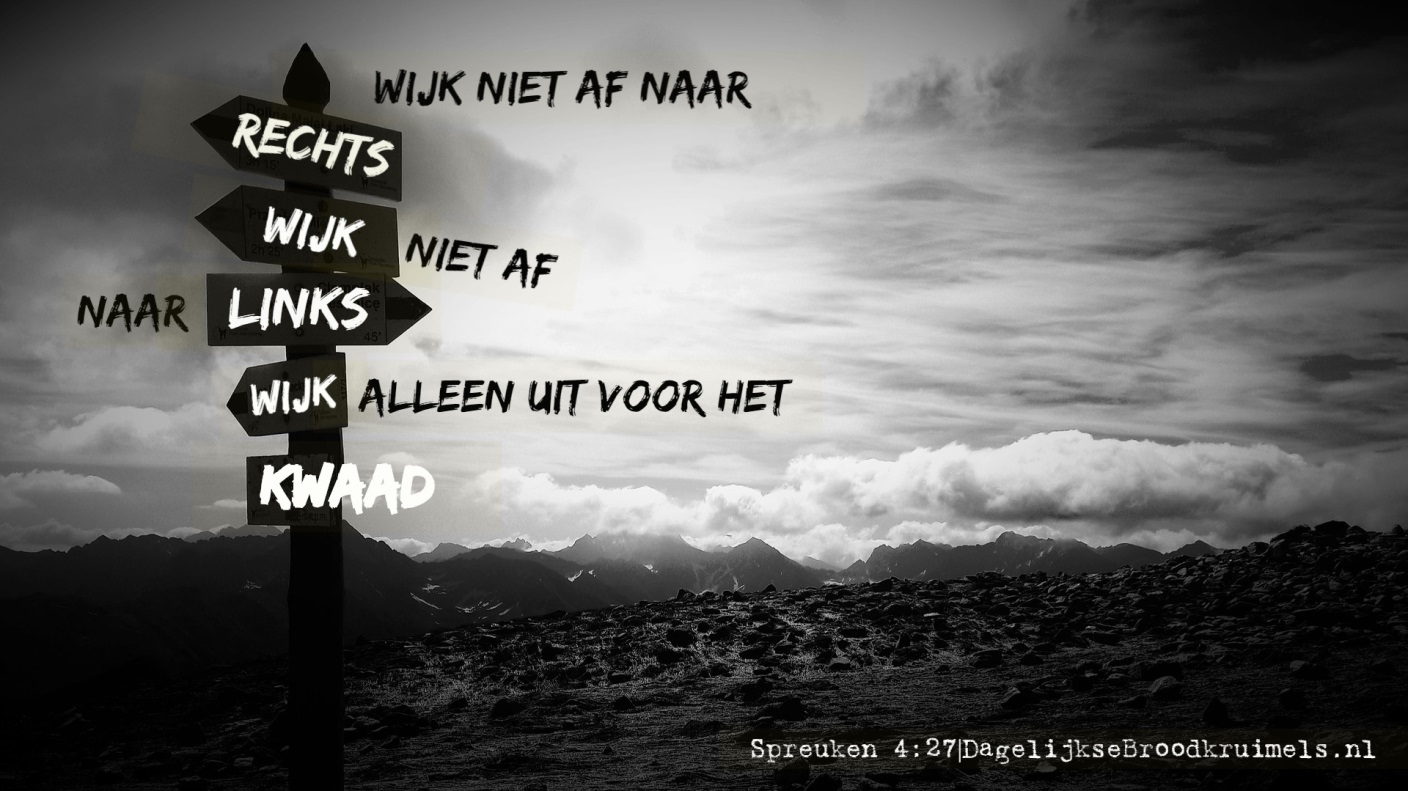 WIJK NIET AF NAAR
RECHTS
WIJK NIET AF
NAAR LINKS
WIJK ALLEEN UIT VOOR HET
KWAAD
Spreuken 4:27|DagelijkseBroodkruimels.nl